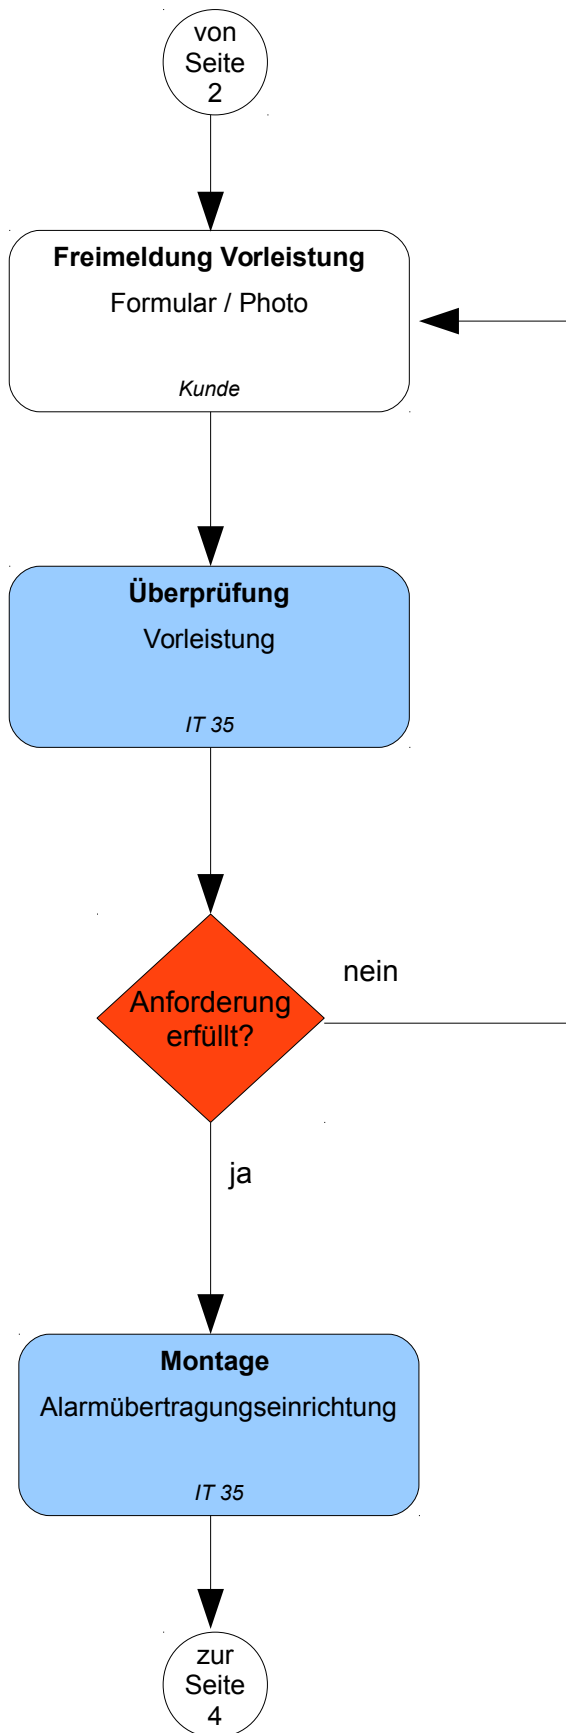 von
Seite
2
Freimeldung Vorleistung
Formular / Photo
Kunde
Überprüfung
Vorleistung
IT 35
Anforderung
erfüllt?
nein
ja
Montage
Alarmübertragungseinrichtung
IT 35
zur
Seite
4